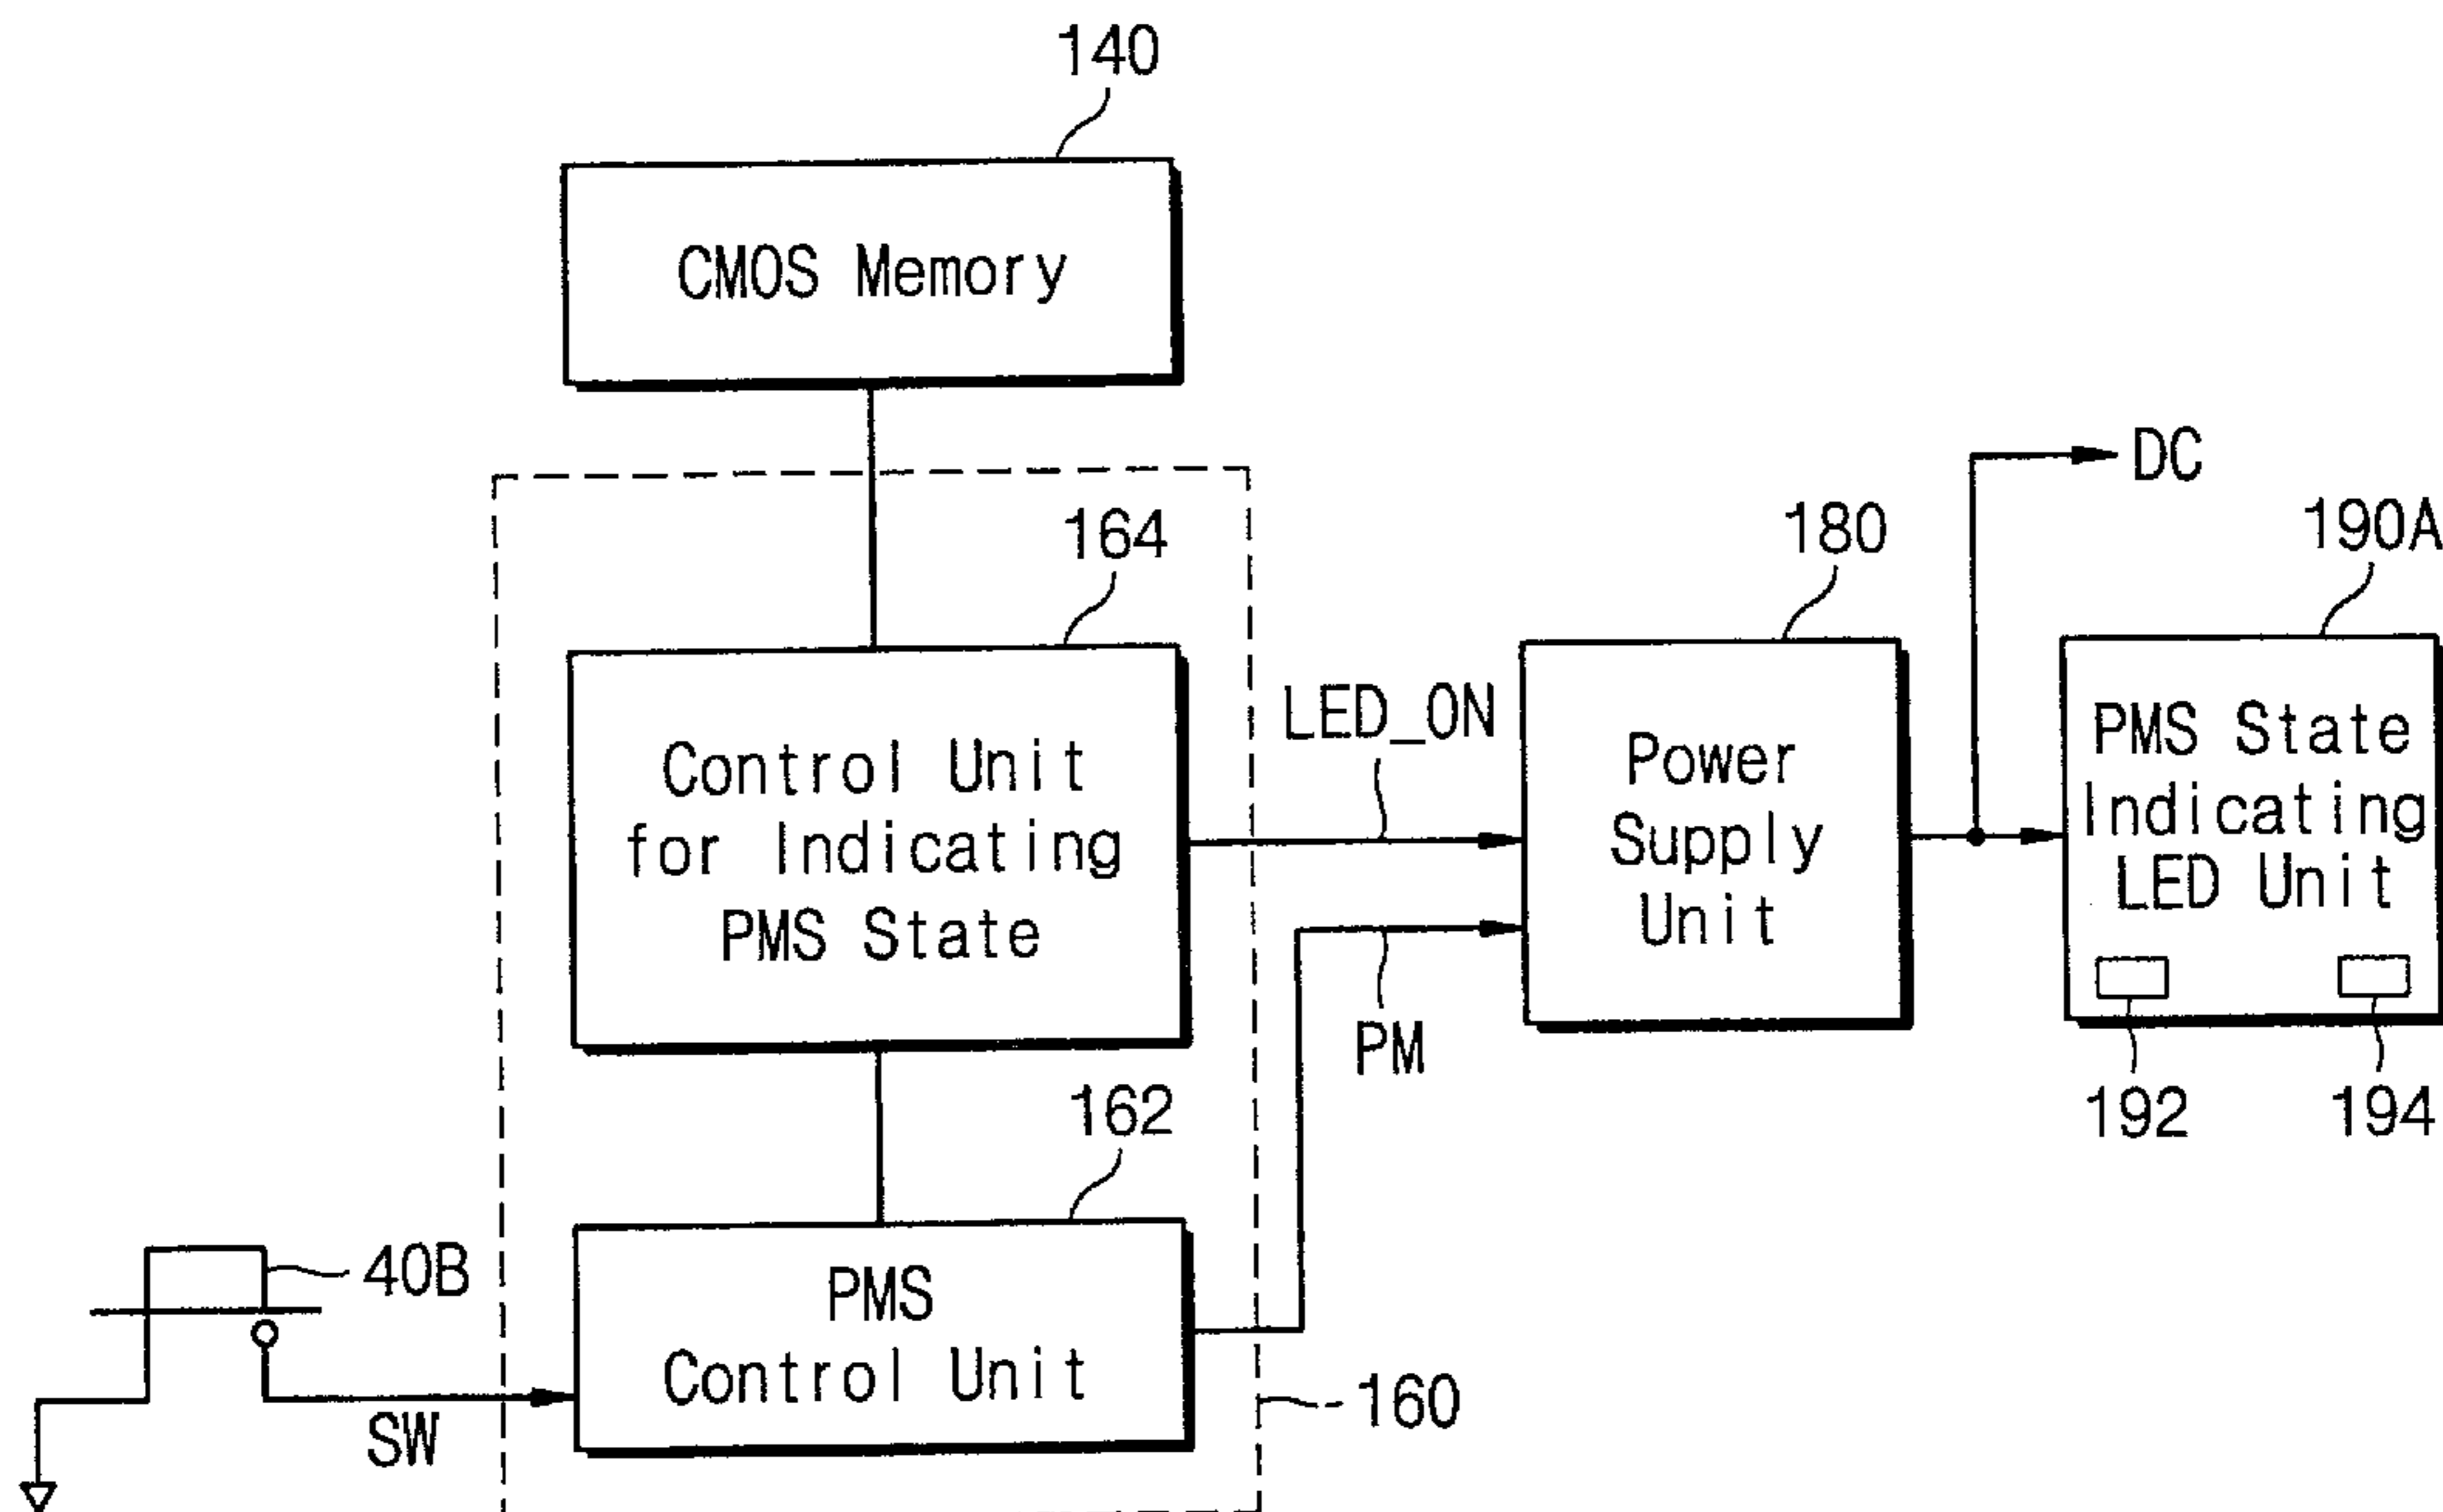 140
CMOS Memory
DC
164
180
190A
LED_ON
Control Unit
for Indicating
PMS State
Power
Supply
Unit
PMS State
Indicating
LED Unit
PM
192
194
162
40B
PMS
Control Unit
SW
160